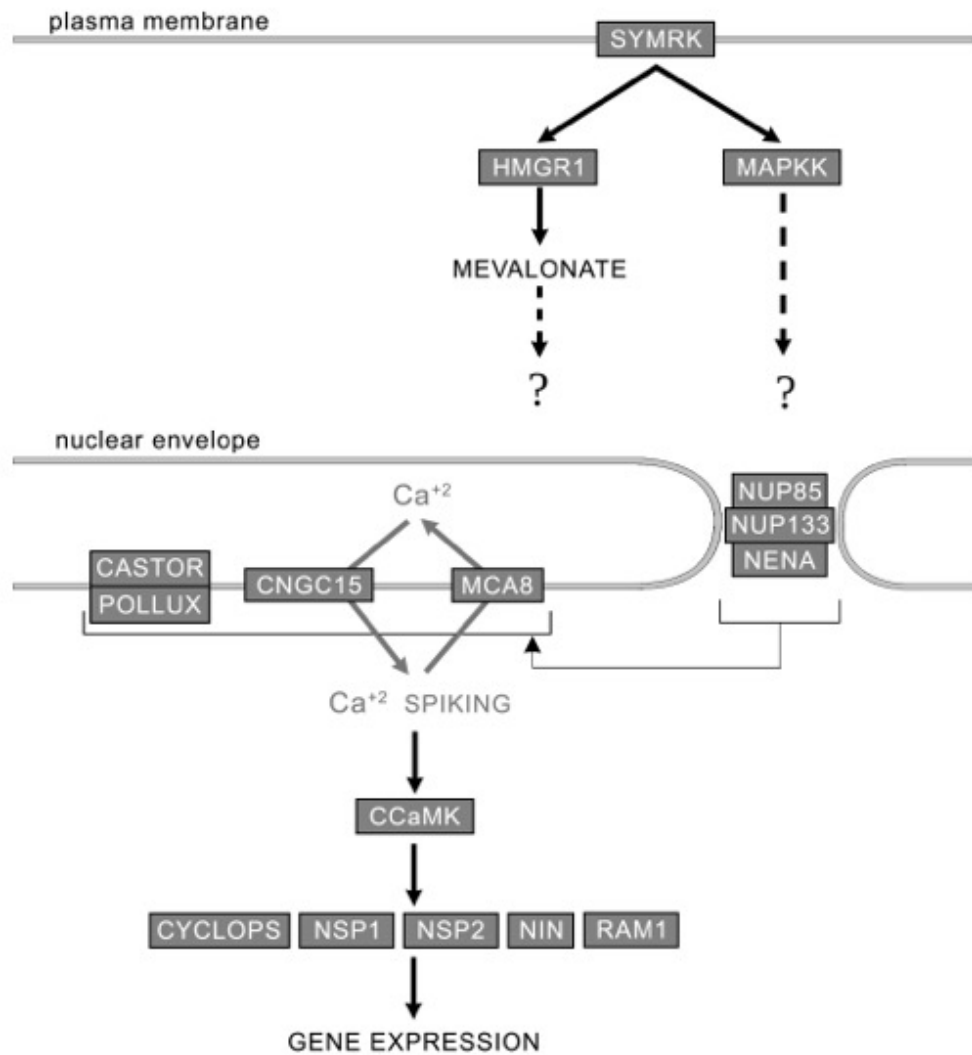 plasma membrane
SYMRK
HMGR1
MAPKK
MEVALONATE
?
?
nuclear envelope
NUP85
Ca+2
NUP133
CASTOR
NENA
CNGC15
MCA8
POLLUX
Ca+2 SPIKING
CCaMK
CYCLOPS NSP1 NSP2 NIN RAM1
GENE EXPRESSION